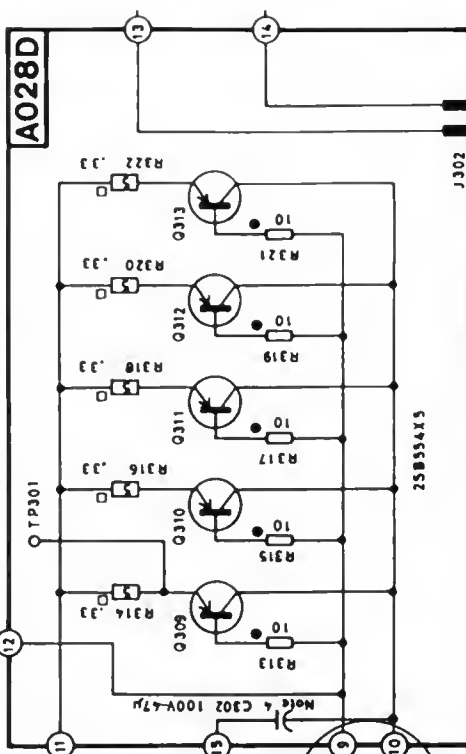 A028D
13
14
J302
.33 R322
Q313
10
R321
.33 R320
Q312
10
R319
.33 R318
Q311
10
R317
2SB554X5
.33 R316
Q310
10
R315
TP301
.33 R314
Q309
10
R313
12
Note 4 C302 100V-47μ
11
15
9
10